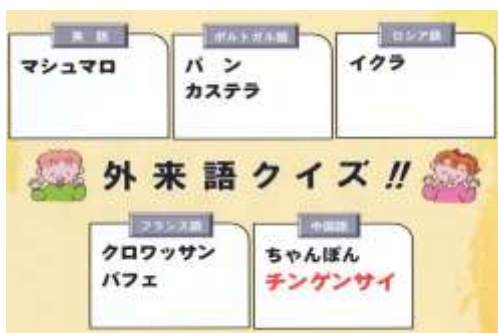 英語
マシュマロ
ポルトガル語
パン
カステラ
ロシア語
イクラ
外来語クイズ!!
フランス語
クロワッサン
パフェ
中国語
ちゃんぽん
チンゲンサイ